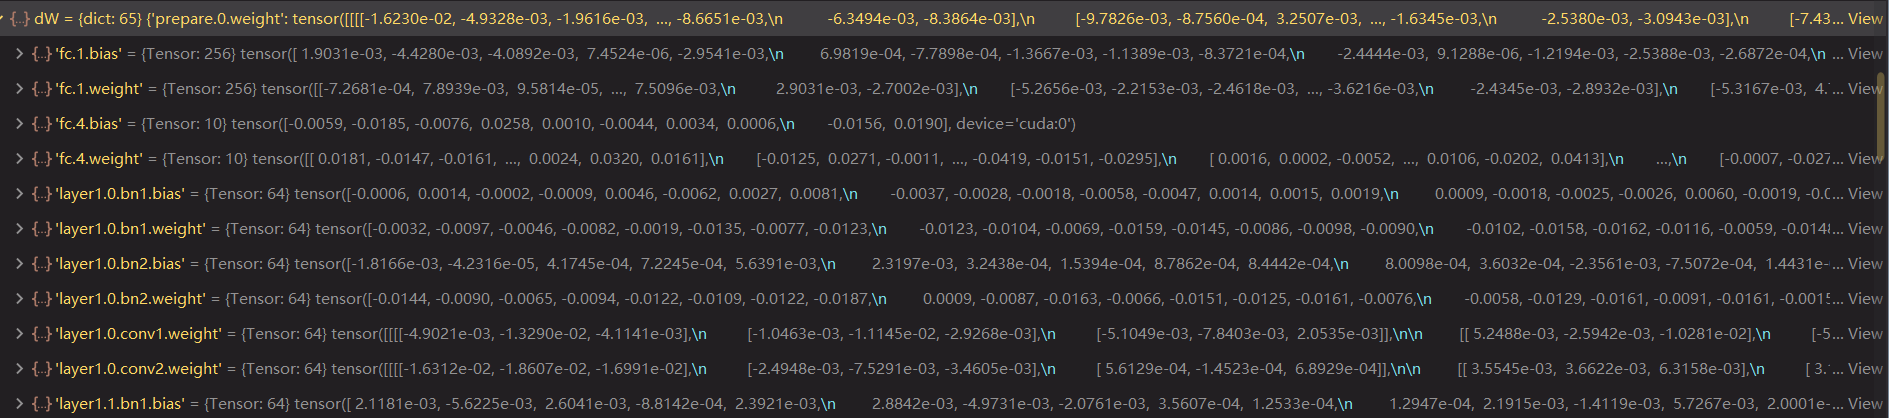 dW = {dict: 65} {'prepare.0.weight': tensor([[[[-1.6230e-02, -4.9328e-02, -1.9616e-03, ..., -8.6651e-03,\n -6.3494e-03, -8.3864e-03],\n [-9.7826e-04, -8.7560e-04, 3.2507e-03, ..., -1.6345e-03,\n -2.5380e-03, -3.0943e-03],\n [-7.43... View
'fc.1.bias' = {Tensor: 256} tensor([ 1.9031e-03, -4.4280e-03, -4.0892e-03, 7.4524e-06, -2.9541e-03,\n 6.9819e-04, -7.7898e-04, -1.3667e-03, -1.1389e-03, -8.3721e-04,\n -2.4444e-03, 9.1288e-06, -1.2194e-03, -2.5388e-03, -2.6872e-04,\n ... View
'fc.1.weight' = {Tensor: 256} tensor([[-7.2681e-04, 7.8939e-03, 9.5814e-05, ..., 7.5096e-03,\n 2.9031e-03, -2.7002e-03],\n [-5.2656e-03, -2.2153e-03, -2.4618e-03, ..., -3.6216e-03,\n -2.4345e-03, -2.8932e-03],\n [-5.3167e-03, 4.... View
'fc.4.bias' = {Tensor: 10} tensor([-0.0059, -0.0185, -0.0076, 0.0258, 0.0010, -0.0044, 0.0034, 0.0006,\n -0.0156, 0.0190], device='cuda:0')
'fc.4.weight' = {Tensor: 10} tensor([[ 0.0181, -0.0147, -0.0161, ..., 0.0024, 0.0320, 0.0161],\n [-0.0125, 0.0271, -0.0011, ..., -0.0419, -0.0151, -0.0295],\n [ 0.0016, 0.0002, -0.0052, ..., 0.0106, -0.0202, 0.0413],\n ...,\n [-0.0007, -0.027... View
'layer1.0.bn1.bias' = {Tensor: 64} tensor([-0.0006, 0.0014, -0.0002, -0.0009, 0.0046, -0.0062, 0.0027, 0.0081,\n -0.0037, -0.0028, -0.0018, -0.0058, -0.0047, 0.0014, 0.0015, 0.0019,\n 0.0009, -0.0018, -0.0025, -0.0026, 0.0060, -0.0019, -0.0... View
'layer1.0.bn1.weight' = {Tensor: 64} tensor([-0.0032, -0.0097, -0.0046, -0.0082, -0.0019, -0.0135, -0.0077, -0.0123,\n -0.0123, -0.0104, -0.0069, -0.0159, -0.0145, -0.0086, -0.0098, -0.0090,\n -0.0102, -0.0158, -0.0162, -0.0116, -0.0059, -0.0148... View
'layer1.0.bn2.bias' = {Tensor: 64} tensor([-1.8166e-03, -4.2316e-05, 4.1745e-04, 7.2245e-04, 5.6391e-03,\n 2.3197e-03, 3.2438e-04, 1.5394e-04, 8.7862e-04, 8.4442e-04,\n 8.0098e-04, 3.6032e-04, -2.3561e-03, -7.5072e-04, 1.4431e-... View
'layer1.0.bn2.weight' = {Tensor: 64} tensor([-0.0144, -0.0090, -0.0065, -0.0094, -0.0122, -0.0109, -0.0122, -0.0187,\n 0.0009, -0.0087, -0.0163, -0.0066, -0.0151, -0.0125, -0.0161, -0.0076,\n -0.0058, -0.0129, -0.0161, -0.0091, -0.0161, -0.0015... View
'layer1.0.conv1.weight' = {Tensor: 64} tensor([[[[-4.9021e-03, -1.3290e-02, -4.1141e-03],\n [-1.0463e-03, -1.1145e-02, -2.9268e-03],\n [-5.1049e-03, -7.8403e-03, 2.0535e-03]],\n\n [[ 5.2488e-03, -2.5942e-03, -1.0281e-02],\n [-5... View
'layer1.0.conv2.weight' = {Tensor: 64} tensor([[[[-1.6312e-02, -1.8607e-02, -1.6991e-02],\n [-2.4948e-03, -7.5291e-03, -3.4605e-03],\n [ 5.6129e-04, -1.4523e-04, 6.8929e-04]],\n\n [[ 3.5545e-03, 3.6622e-03, 6.3158e-03],\n [ 3.... View
'layer1.1.bn1.bias' = {Tensor: 64} tensor([ 2.1181e-03, -5.6225e-03, 2.6041e-03, -8.8142e-04, 2.3921e-03,\n 2.8842e-03, -4.9731e-03, -2.0761e-03, 3.5607e-04, 1.2533e-04,\n 1.2947e-04, 2.1915e-03, -1.4119e-03, 5.7267e-03, 2.0001e-... View